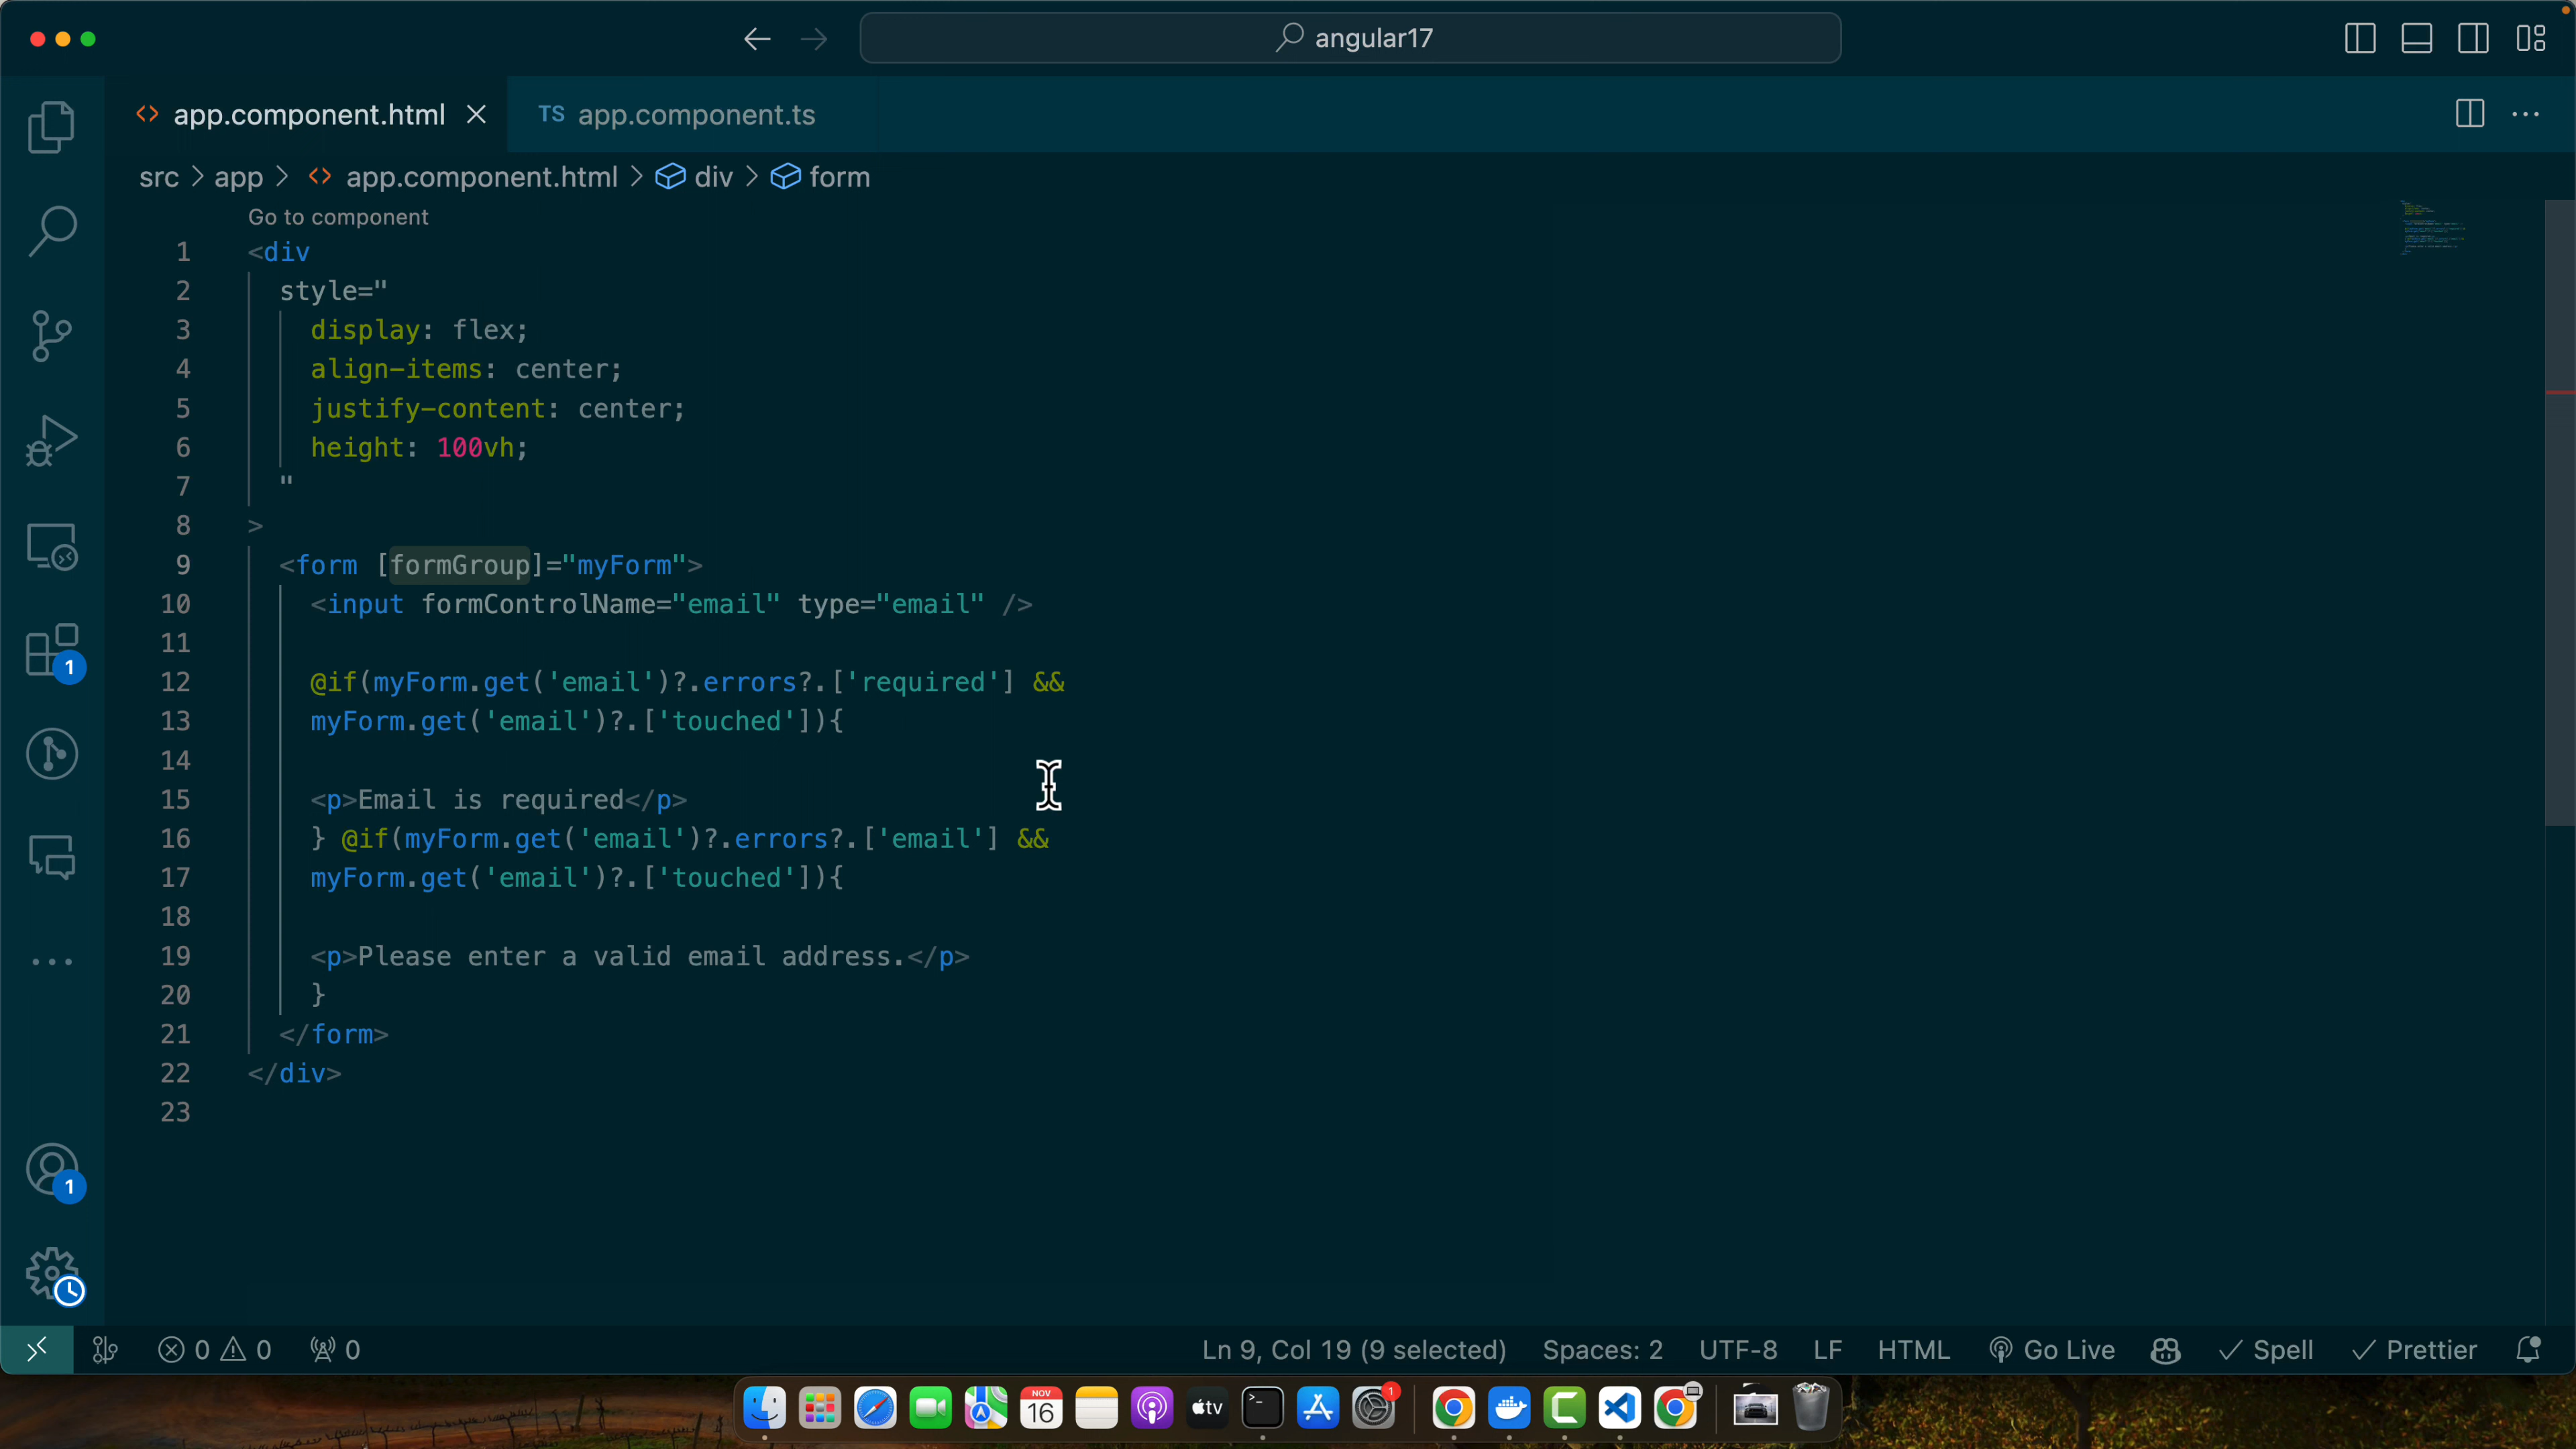 angular17
app.component.html
TS app.component.ts
src > app > app.component.html > div > form
Go to component
1 <div
2 style="
3 display: flex;
4 align-items: center;
5 justify-content: center;
6 height: 100vh;
7 "
8 >
9 <form [formGroup]="myForm">
10 <input formControlName="email" type="email" />
11
12 @if(myForm.get('email')?.errors?.['required'] &&
13 myForm.get('email')?.['touched']){
14
15 <p>Email is required</p>
16 } @if(myForm.get('email')?.errors?.['email'] &&
17 myForm.get('email')?.['touched']){
18
19 <p>Please enter a valid email address.</p>
20 }
21 </form>
22 </div>
23
1
1
0 0 0 Ln 9, Col 19 (9 selected) Spaces: 2 UTF-8 LF HTML Go Live Spell Prettier
NOV
16
tv
1